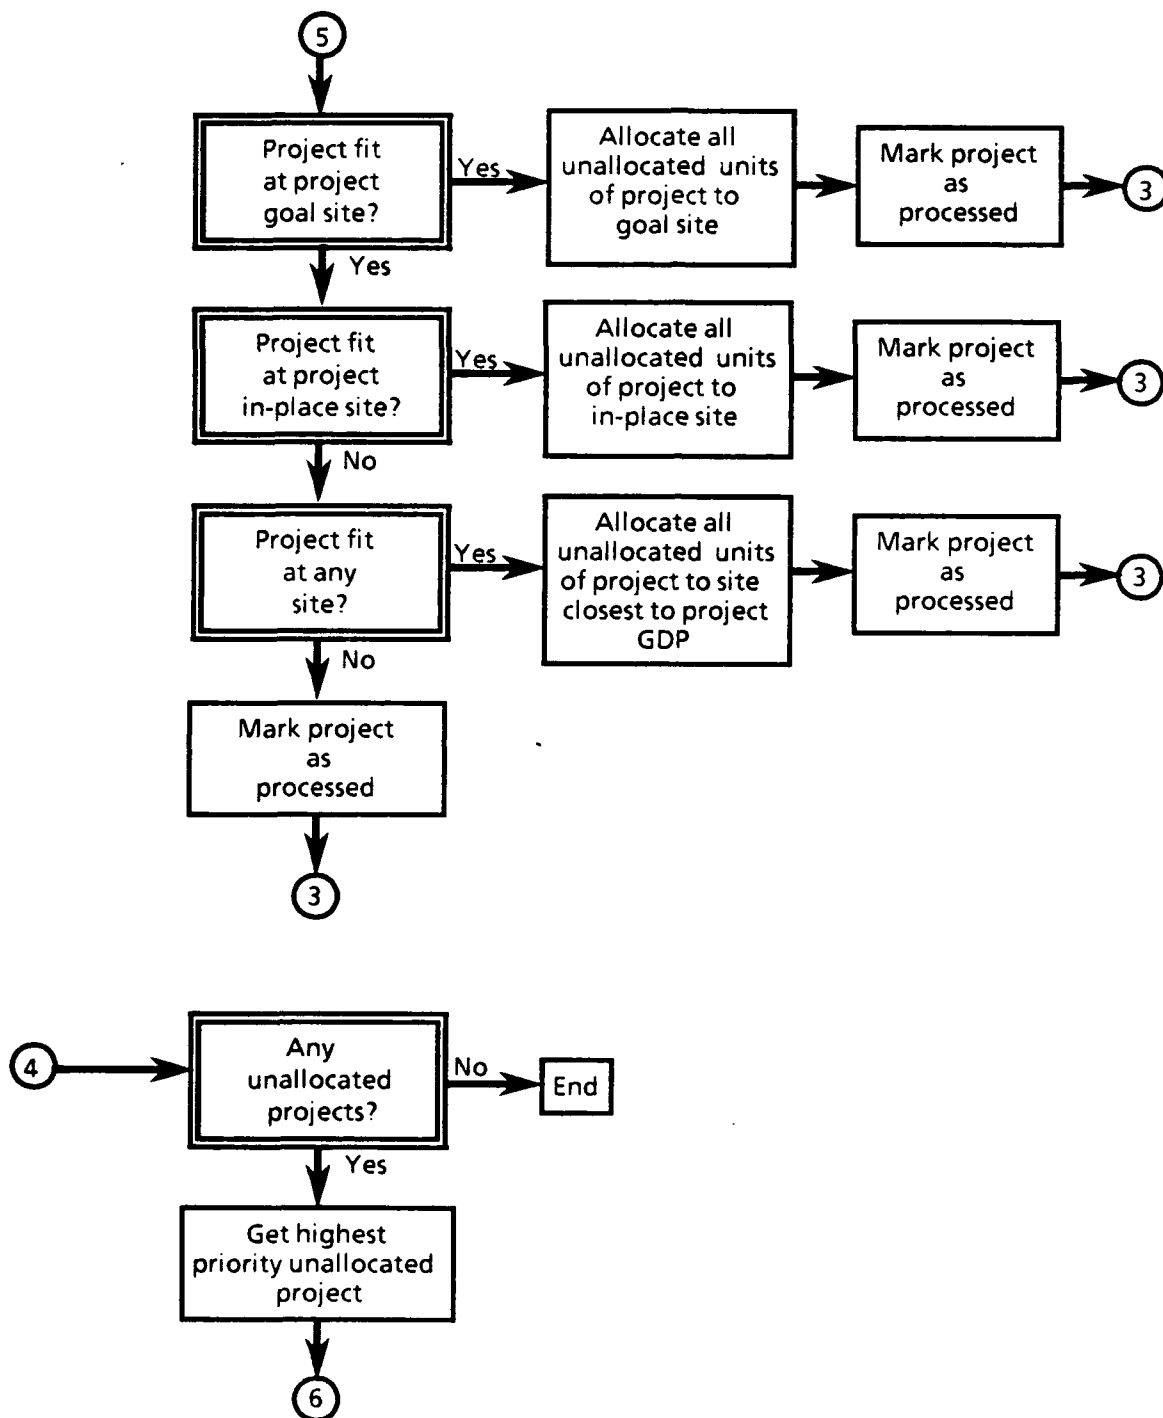 5
Project fit
at project
goal site?
Yes
Allocate all
unallocated units
of project to
goal site
Mark project
as
processed
3
Yes
Project fit
at project
in-place site?
Yes
Allocate all
unallocated units
of project to
in-place site
Mark project
as
processed
3
No
Project fit
at any
site?
Yes
Allocate all
unallocated units
of project to site
closest to project
GDP
Mark project
as
processed
3
No
Mark project
as
processed
3
4
Any
unallocated
projects?
No
End
Yes
Get highest
priority unallocated
project
6